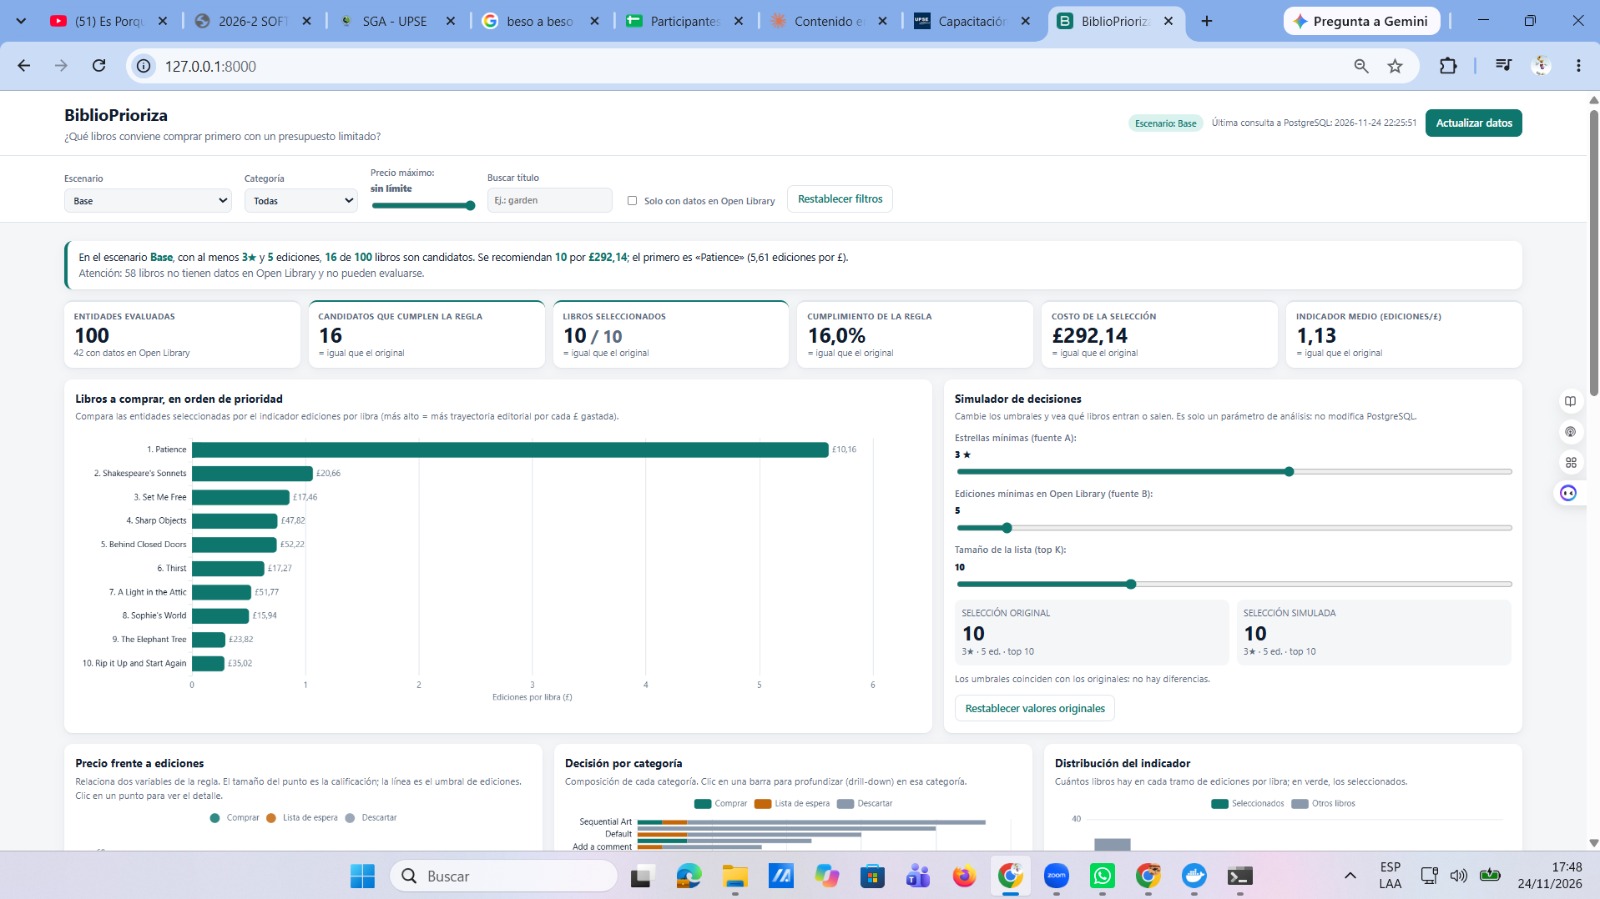 (51) Es Porqu
2026-2 SOFT
SGA - UPSE
beso a beso
Participantes
Contenido e
Capacitación
BiblioPrioriza
Pregunta a Gemini
127.0.0.1:8000
BiblioPrioriza
¿Qué libros conviene comprar primero con un presupuesto limitado?
Escenario: Base
Última consulta a PostgreSQL: 2026-11-24 22:25:51
Actualizar datos
Escenario
Base
Categoría
Todas
Precio máximo:
sin límite
Buscar título
Ej.: garden
Solo con datos en Open Library
Restablecer filtros
En el escenario Base, con al menos 3★ y 5 ediciones, 16 de 100 libros son candidatos. Se recomiendan 10 por £292,14; el primero es «Patience» (5,61 ediciones por £).
Atención: 58 libros no tienen datos en Open Library y no pueden evaluarse.
ENTIDADES EVALUADAS
100
42 con datos en Open Library
CANDIDATOS QUE CUMPLEN LA REGLA
16
= igual que el original
LIBROS SELECCIONADOS
10 / 10
= igual que el original
CUMPLIMIENTO DE LA REGLA
16,0%
= igual que el original
COSTO DE LA SELECCIÓN
£292,14
= igual que el original
INDICADOR MEDIO (EDICIONES/£)
1,13
= igual que el original
Libros a comprar, en orden de prioridad
Compara las entidades seleccionadas por el indicador ediciones por libra (más alto = más trayectoria editorial por cada £ gastada).
1. Patience £10,16
2. Shakespeare's Sonnets £20,66
3. Set Me Free £17,46
4. Sharp Objects £47,82
5. Behind Closed Doors £52,22
6. Thirst £17,27
7. A Light in the Attic £51,77
8. Sophie's World £15,94
9. The Elephant Tree £23,82
10. Rip it Up and Start Again £35,02
0 1 2 3 4 5 6
Ediciones por libra (£)
Simulador de decisiones
Cambie los umbrales y vea qué libros entran o salen. Es solo un parámetro de análisis: no modifica PostgreSQL.
Estrellas mínimas (fuente A):
3 ★
Ediciones mínimas en Open Library (fuente B):
5
Tamaño de la lista (top K):
10
SELECCIÓN ORIGINAL
10
3★ · 5 ed. · top 10
SELECCIÓN SIMULADA
10
3★ · 5 ed. · top 10
Los umbrales coinciden con los originales: no hay diferencias.
Restablecer valores originales
Precio frente a ediciones
Relaciona dos variables de la regla. El tamaño del punto es la calificación; la línea es el umbral de ediciones.
Clic en un punto para ver el detalle.
Comprar Lista de espera Descartar
Decisión por categoría
Composición de cada categoría. Clic en una barra para profundizar (drill-down) en esa categoría.
Comprar Lista de espera Descartar
Sequential Art
Default
Add a comment
Distribución del indicador
Cuántos libros hay en cada tramo de ediciones por libra; en verde, los seleccionados.
Seleccionados Otros libros
40
Buscar
zoom
ESP
LAA
17:48
24/11/2026